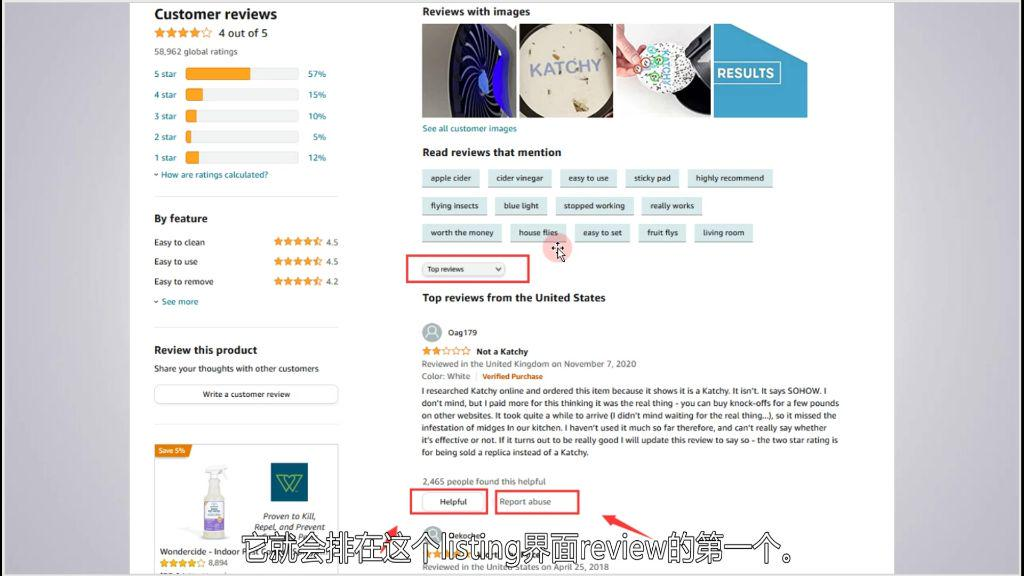 Customer reviews
4 out of 5
58,962 global ratings
5 star 57%
4 star 15%
3 star 10%
2 star 5%
1 star 12%
How are ratings calculated?
By feature
Easy to clean 4.5
Easy to use 4.5
Easy to remove 4.2
See more
Review this product
Share your thoughts with other customers
Write a customer review
Save 5%
Proven to Kill,
Repel, and Prevent
Wondercide - Indoor
8,894
Reviews with images
KATCHY
KATCHY
RESULTS
See all customer images
Read reviews that mention
apple cider cider vinegar easy to use sticky pad highly recommend
flying insects blue light stopped working really works
worth the money house flies easy to set fruit flys living room
Top reviews
Top reviews from the United States
Oag179
Not a Katchy
Reviewed in the United Kingdom on November 7, 2020
Color: White Verified Purchase
I researched Katchy online and ordered this item because it shows it is a Katchy. It isn't. It says SOHOW. I
don't mind, but I paid more for this thinking it was the real thing - you can buy knock-offs for a few pounds
on other websites. It took quite a while to arrive (I didn't mind waiting for the real thing...), so it missed the
infestation of midges In our kitchen. I haven't used it much so far therefore, and can't really say whether
it's effective or not. If it turns out to be really good I will update this review to say so - the two star rating is
for being sold a replica instead of a Katchy.
2,465 people found this helpful
Helpful Report abuse
Reviewed in the United States on April 25, 2018
它就会排在这个listing界面review的第一个。